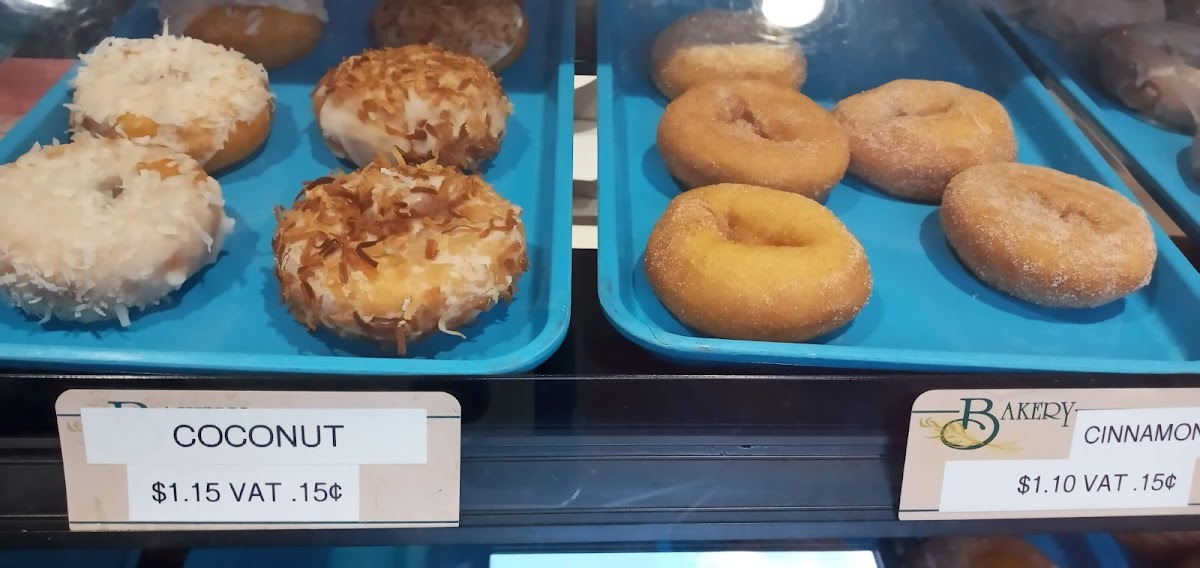 COCONUT
$1.15 VAT .15¢
BAKERY
CINNAMON
$1.10 VAT .15¢